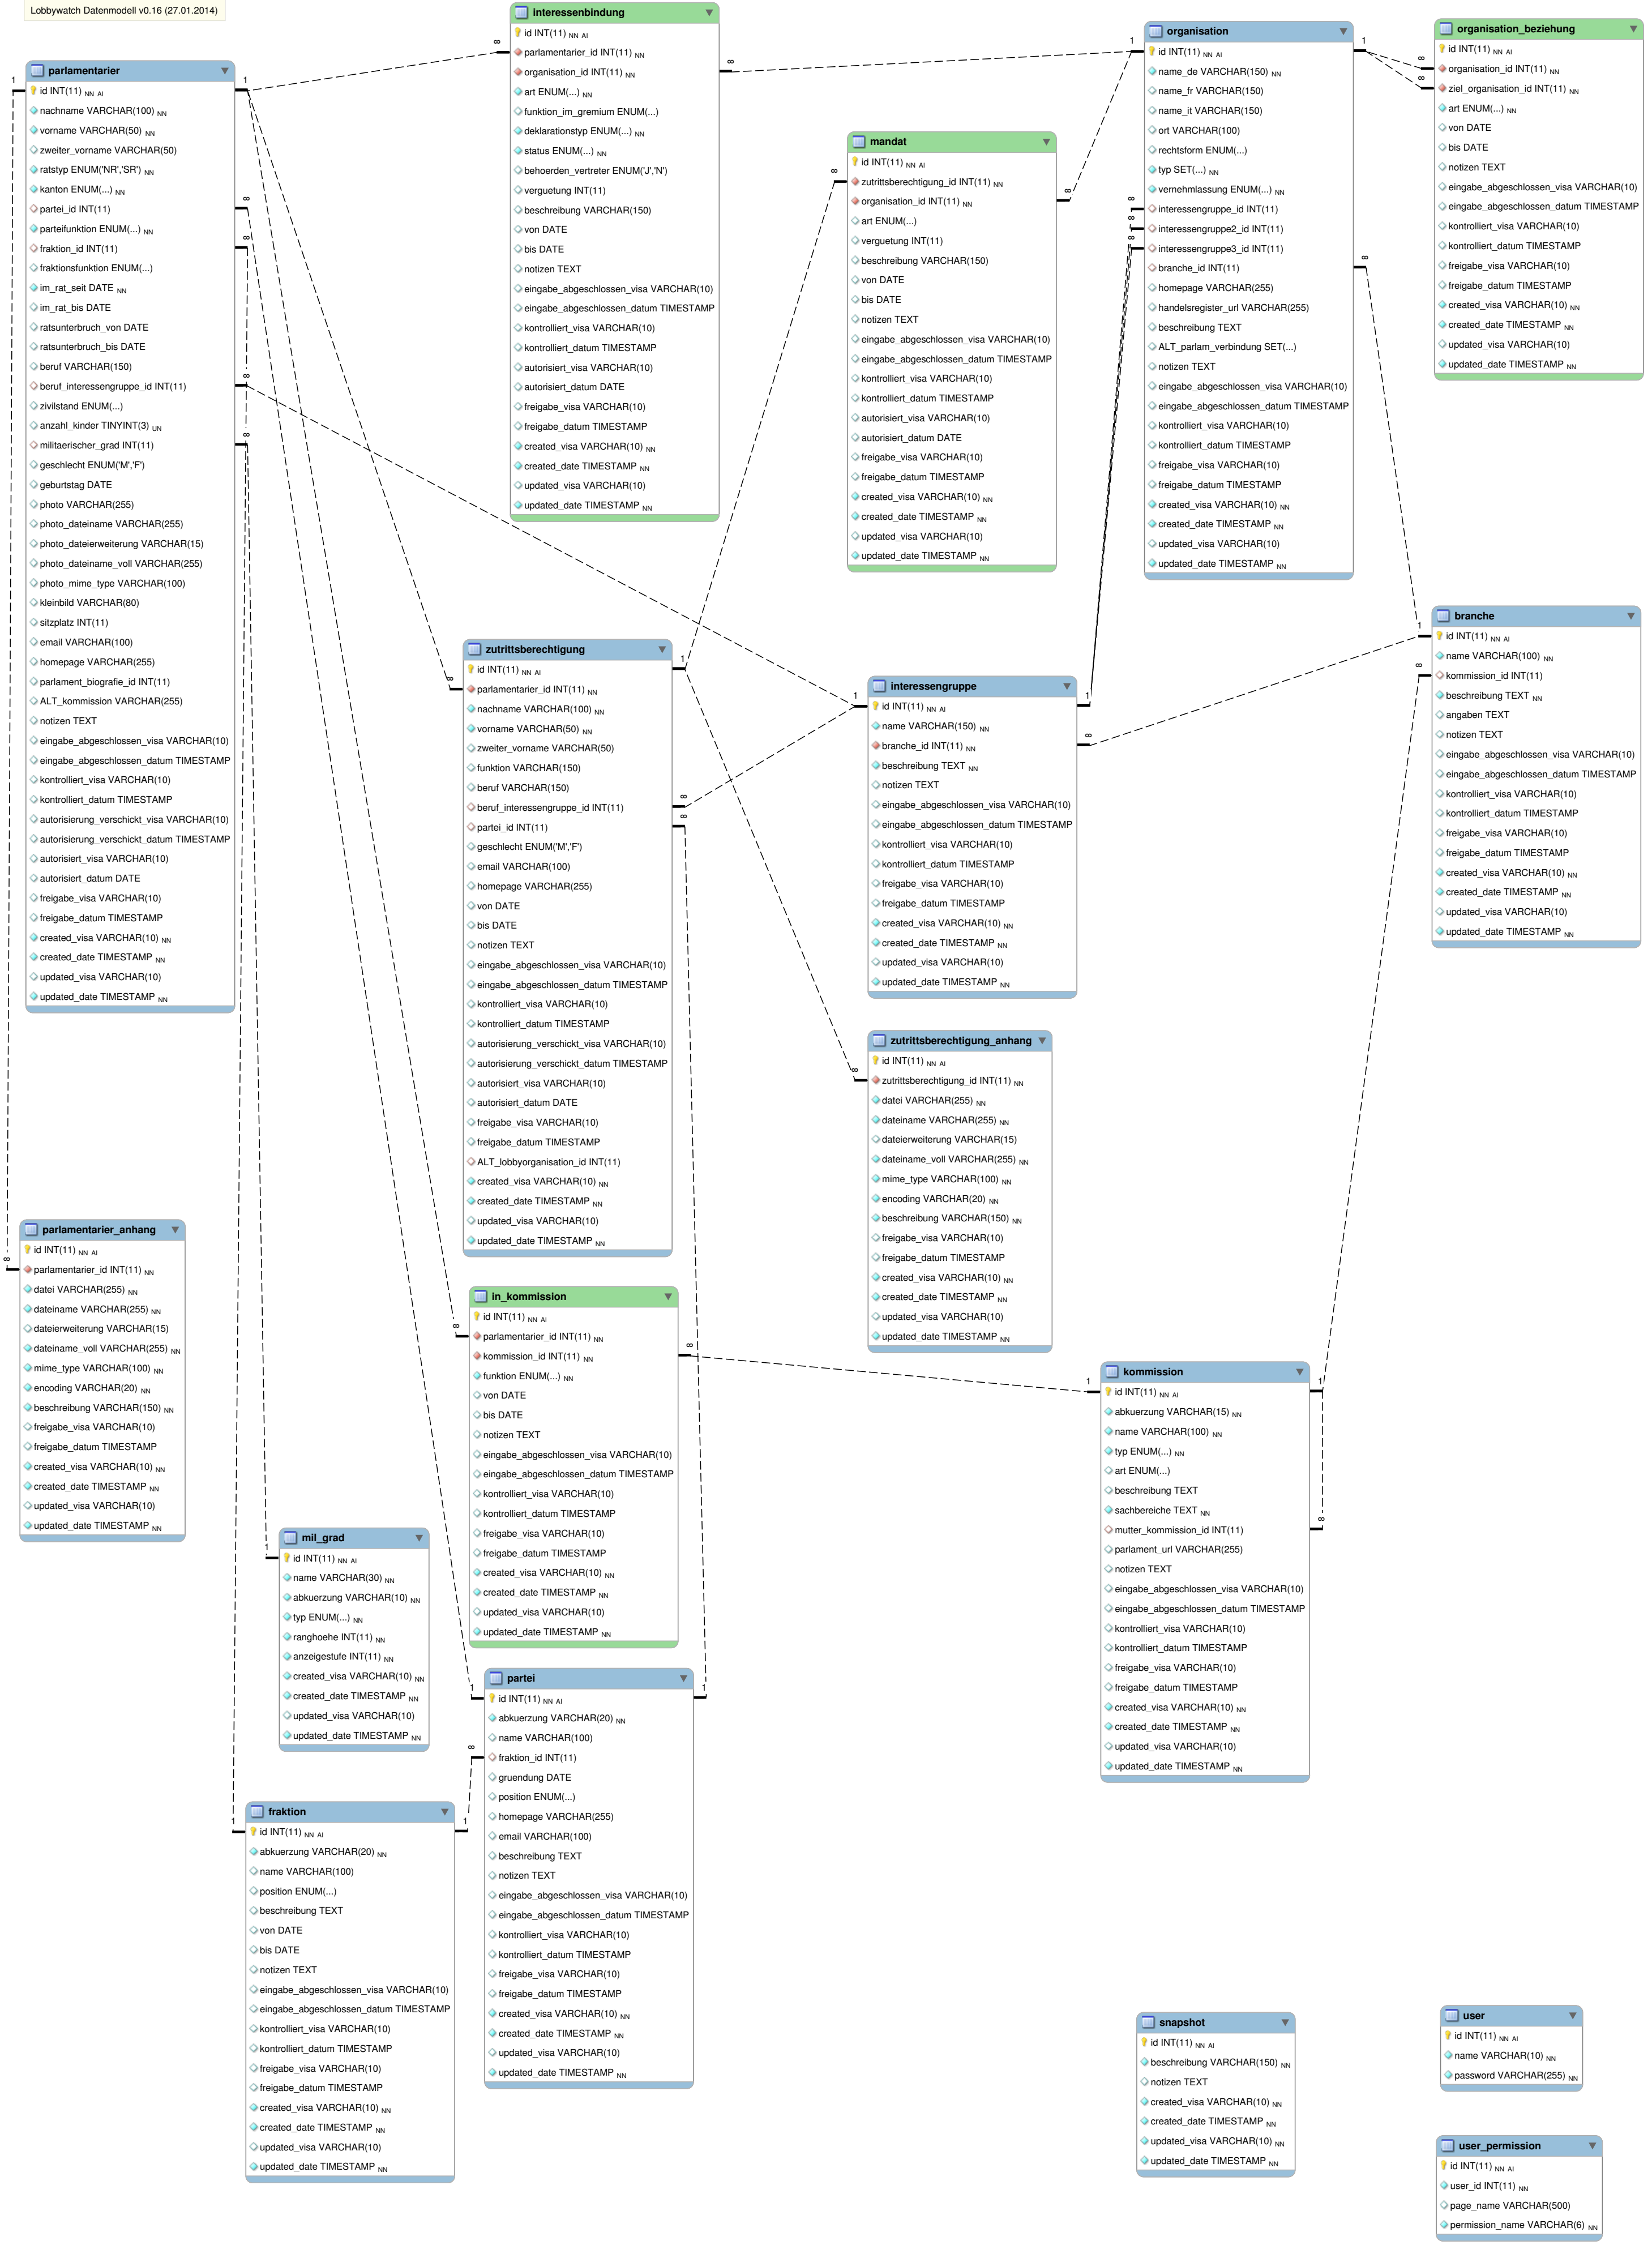 Lobbywatch Datenmodell v0.16 (27.01.2014)
parlamentarier
id INT(11) NN AI
nachname VARCHAR(100) NN
vorname VARCHAR(50) NN
zweiter_vorname VARCHAR(50)
ratstyp ENUM('NR','SR') NN
kanton ENUM(...) NN
partei_id INT(11)
parteifunktion ENUM(...) NN
fraktion_id INT(11)
fraktionsfunktion ENUM(...)
im_rat_seit DATE NN
im_rat_bis DATE
ratsunterbruch_von DATE
ratsunterbruch_bis DATE
beruf VARCHAR(150)
beruf_interessengruppe_id INT(11)
zivilstand ENUM(...)
anzahl_kinder TINYINT(3) UN
militaerischer_grad INT(11)
geschlecht ENUM('M','F')
geburtstag DATE
photo VARCHAR(255)
photo_dateiname VARCHAR(255)
photo_dateierweiterung VARCHAR(15)
photo_dateiname_voll VARCHAR(255)
photo_mime_type VARCHAR(100)
kleinbild VARCHAR(80)
sitzplatz INT(11)
email VARCHAR(100)
homepage VARCHAR(255)
parlament_biografie_id INT(11)
ALT_kommission VARCHAR(255)
notizen TEXT
eingabe_abgeschlossen_visa VARCHAR(10)
eingabe_abgeschlossen_datum TIMESTAMP
kontrolliert_visa VARCHAR(10)
kontrolliert_datum TIMESTAMP
autorisierung_verschickt_visa VARCHAR(10)
autorisierung_verschickt_datum TIMESTAMP
autorisiert_visa VARCHAR(10)
autorisiert_datum DATE
freigabe_visa VARCHAR(10)
freigabe_datum TIMESTAMP
created_visa VARCHAR(10) NN
created_date TIMESTAMP NN
updated_visa VARCHAR(10)
updated_date TIMESTAMP NN
interessenbindung
id INT(11) NN AI
parlamentarier_id INT(11) NN
organisation_id INT(11) NN
art ENUM(...) NN
funktion_im_gremium ENUM(...)
deklarationstyp ENUM(...) NN
status ENUM(...) NN
behoerden_vertreter ENUM('J','N')
verguetung INT(11)
beschreibung VARCHAR(150)
von DATE
bis DATE
notizen TEXT
eingabe_abgeschlossen_visa VARCHAR(10)
eingabe_abgeschlossen_datum TIMESTAMP
kontrolliert_visa VARCHAR(10)
kontrolliert_datum TIMESTAMP
autorisiert_visa VARCHAR(10)
autorisiert_datum DATE
freigabe_visa VARCHAR(10)
freigabe_datum TIMESTAMP
created_visa VARCHAR(10) NN
created_date TIMESTAMP NN
updated_visa VARCHAR(10)
updated_date TIMESTAMP NN
mandat
id INT(11) NN AI
zutrittsberechtigung_id INT(11) NN
organisation_id INT(11) NN
art ENUM(...)
verguetung INT(11)
beschreibung VARCHAR(150)
von DATE
bis DATE
notizen TEXT
eingabe_abgeschlossen_visa VARCHAR(10)
eingabe_abgeschlossen_datum TIMESTAMP
kontrolliert_visa VARCHAR(10)
kontrolliert_datum TIMESTAMP
autorisiert_visa VARCHAR(10)
autorisiert_datum DATE
freigabe_visa VARCHAR(10)
freigabe_datum TIMESTAMP
created_visa VARCHAR(10) NN
created_date TIMESTAMP NN
updated_visa VARCHAR(10)
updated_date TIMESTAMP NN
organisation
id INT(11) NN AI
name_de VARCHAR(150) NN
name_fr VARCHAR(150)
name_it VARCHAR(150)
ort VARCHAR(100)
rechtsform ENUM(...)
typ SET(...) NN
vernehmlassung ENUM(...) NN
interessengruppe_id INT(11)
interessengruppe2_id INT(11)
interessengruppe3_id INT(11)
branche_id INT(11)
homepage VARCHAR(255)
handelsregister_url VARCHAR(255)
beschreibung TEXT
ALT_parlam_verbindung SET(...)
notizen TEXT
eingabe_abgeschlossen_visa VARCHAR(10)
eingabe_abgeschlossen_datum TIMESTAMP
kontrolliert_visa VARCHAR(10)
kontrolliert_datum TIMESTAMP
freigabe_visa VARCHAR(10)
freigabe_datum TIMESTAMP
created_visa VARCHAR(10) NN
created_date TIMESTAMP NN
updated_visa VARCHAR(10)
updated_date TIMESTAMP NN
organisation_beziehung
id INT(11) NN AI
organisation_id INT(11) NN
ziel_organisation_id INT(11) NN
art ENUM(...) NN
von DATE
bis DATE
notizen TEXT
eingabe_abgeschlossen_visa VARCHAR(10)
eingabe_abgeschlossen_datum TIMESTAMP
kontrolliert_visa VARCHAR(10)
kontrolliert_datum TIMESTAMP
freigabe_visa VARCHAR(10)
freigabe_datum TIMESTAMP
created_visa VARCHAR(10) NN
created_date TIMESTAMP NN
updated_visa VARCHAR(10)
updated_date TIMESTAMP NN
zutrittsberechtigung
id INT(11) NN AI
parlamentarier_id INT(11) NN
nachname VARCHAR(100) NN
vorname VARCHAR(50) NN
zweiter_vorname VARCHAR(50)
funktion VARCHAR(150)
beruf VARCHAR(150)
beruf_interessengruppe_id INT(11)
partei_id INT(11)
geschlecht ENUM('M','F')
email VARCHAR(100)
homepage VARCHAR(255)
von DATE
bis DATE
notizen TEXT
eingabe_abgeschlossen_visa VARCHAR(10)
eingabe_abgeschlossen_datum TIMESTAMP
kontrolliert_visa VARCHAR(10)
kontrolliert_datum TIMESTAMP
autorisierung_verschickt_visa VARCHAR(10)
autorisierung_verschickt_datum TIMESTAMP
autorisiert_visa VARCHAR(10)
autorisiert_datum DATE
freigabe_visa VARCHAR(10)
freigabe_datum TIMESTAMP
ALT_lobbyorganisation_id INT(11)
created_visa VARCHAR(10) NN
created_date TIMESTAMP NN
updated_visa VARCHAR(10)
updated_date TIMESTAMP NN
interessengruppe
id INT(11) NN AI
name VARCHAR(150) NN
branche_id INT(11) NN
beschreibung TEXT NN
notizen TEXT
eingabe_abgeschlossen_visa VARCHAR(10)
eingabe_abgeschlossen_datum TIMESTAMP
kontrolliert_visa VARCHAR(10)
kontrolliert_datum TIMESTAMP
freigabe_visa VARCHAR(10)
freigabe_datum TIMESTAMP
created_visa VARCHAR(10) NN
created_date TIMESTAMP NN
updated_visa VARCHAR(10)
updated_date TIMESTAMP NN
branche
id INT(11) NN AI
name VARCHAR(100) NN
kommission_id INT(11)
beschreibung TEXT NN
angaben TEXT
notizen TEXT
eingabe_abgeschlossen_visa VARCHAR(10)
eingabe_abgeschlossen_datum TIMESTAMP
kontrolliert_visa VARCHAR(10)
kontrolliert_datum TIMESTAMP
freigabe_visa VARCHAR(10)
freigabe_datum TIMESTAMP
created_visa VARCHAR(10) NN
created_date TIMESTAMP NN
updated_visa VARCHAR(10)
updated_date TIMESTAMP NN
zutrittsberechtigung_anhang
id INT(11) NN AI
zutrittsberechtigung_id INT(11) NN
datei VARCHAR(255) NN
dateiname VARCHAR(255) NN
dateierweiterung VARCHAR(15)
dateiname_voll VARCHAR(255) NN
mime_type VARCHAR(100) NN
encoding VARCHAR(20) NN
beschreibung VARCHAR(150) NN
freigabe_visa VARCHAR(10)
freigabe_datum TIMESTAMP
created_visa VARCHAR(10) NN
created_date TIMESTAMP NN
updated_visa VARCHAR(10)
updated_date TIMESTAMP NN
parlamentarier_anhang
id INT(11) NN AI
parlamentarier_id INT(11) NN
datei VARCHAR(255) NN
dateiname VARCHAR(255) NN
dateierweiterung VARCHAR(15)
dateiname_voll VARCHAR(255) NN
mime_type VARCHAR(100) NN
encoding VARCHAR(20) NN
beschreibung VARCHAR(150) NN
freigabe_visa VARCHAR(10)
freigabe_datum TIMESTAMP
created_visa VARCHAR(10) NN
created_date TIMESTAMP NN
updated_visa VARCHAR(10)
updated_date TIMESTAMP NN
in_kommission
id INT(11) NN AI
parlamentarier_id INT(11) NN
kommission_id INT(11) NN
funktion ENUM(...) NN
von DATE
bis DATE
notizen TEXT
eingabe_abgeschlossen_visa VARCHAR(10)
eingabe_abgeschlossen_datum TIMESTAMP
kontrolliert_visa VARCHAR(10)
kontrolliert_datum TIMESTAMP
freigabe_visa VARCHAR(10)
freigabe_datum TIMESTAMP
created_visa VARCHAR(10) NN
created_date TIMESTAMP NN
updated_visa VARCHAR(10)
updated_date TIMESTAMP NN
kommission
id INT(11) NN AI
abkuerzung VARCHAR(15) NN
name VARCHAR(100) NN
typ ENUM(...) NN
art ENUM(...)
beschreibung TEXT
sachbereiche TEXT NN
mutter_kommission_id INT(11)
parlament_url VARCHAR(255)
notizen TEXT
eingabe_abgeschlossen_visa VARCHAR(10)
eingabe_abgeschlossen_datum TIMESTAMP
kontrolliert_visa VARCHAR(10)
kontrolliert_datum TIMESTAMP
freigabe_visa VARCHAR(10)
freigabe_datum TIMESTAMP
created_visa VARCHAR(10) NN
created_date TIMESTAMP NN
updated_visa VARCHAR(10)
updated_date TIMESTAMP NN
mil_grad
id INT(11) NN AI
name VARCHAR(30) NN
abkuerzung VARCHAR(10) NN
typ ENUM(...) NN
ranghoehe INT(11) NN
anzeigestufe INT(11) NN
created_visa VARCHAR(10) NN
created_date TIMESTAMP NN
updated_visa VARCHAR(10)
updated_date TIMESTAMP NN
partei
id INT(11) NN AI
abkuerzung VARCHAR(20) NN
name VARCHAR(100)
fraktion_id INT(11)
gruendung DATE
position ENUM(...)
homepage VARCHAR(255)
email VARCHAR(100)
beschreibung TEXT
notizen TEXT
eingabe_abgeschlossen_visa VARCHAR(10)
eingabe_abgeschlossen_datum TIMESTAMP
kontrolliert_visa VARCHAR(10)
kontrolliert_datum TIMESTAMP
freigabe_visa VARCHAR(10)
freigabe_datum TIMESTAMP
created_visa VARCHAR(10) NN
created_date TIMESTAMP NN
updated_visa VARCHAR(10)
updated_date TIMESTAMP NN
fraktion
id INT(11) NN AI
abkuerzung VARCHAR(20) NN
name VARCHAR(100)
position ENUM(...)
beschreibung TEXT
von DATE
bis DATE
notizen TEXT
eingabe_abgeschlossen_visa VARCHAR(10)
eingabe_abgeschlossen_datum TIMESTAMP
kontrolliert_visa VARCHAR(10)
kontrolliert_datum TIMESTAMP
freigabe_visa VARCHAR(10)
freigabe_datum TIMESTAMP
created_visa VARCHAR(10) NN
created_date TIMESTAMP NN
updated_visa VARCHAR(10)
updated_date TIMESTAMP NN
snapshot
id INT(11) NN AI
beschreibung VARCHAR(150) NN
notizen TEXT
created_visa VARCHAR(10) NN
created_date TIMESTAMP NN
updated_visa VARCHAR(10) NN
updated_date TIMESTAMP NN
user
id INT(11) NN AI
name VARCHAR(10) NN
password VARCHAR(255) NN
user_permission
id INT(11) NN AI
user_id INT(11) NN
page_name VARCHAR(500)
permission_name VARCHAR(6) NN